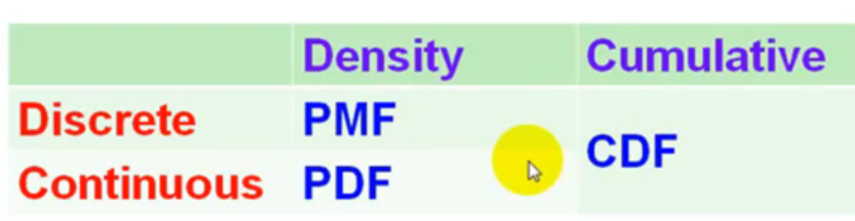 Density Cumulative
Discrete PMF
CDF
Continuous PDF